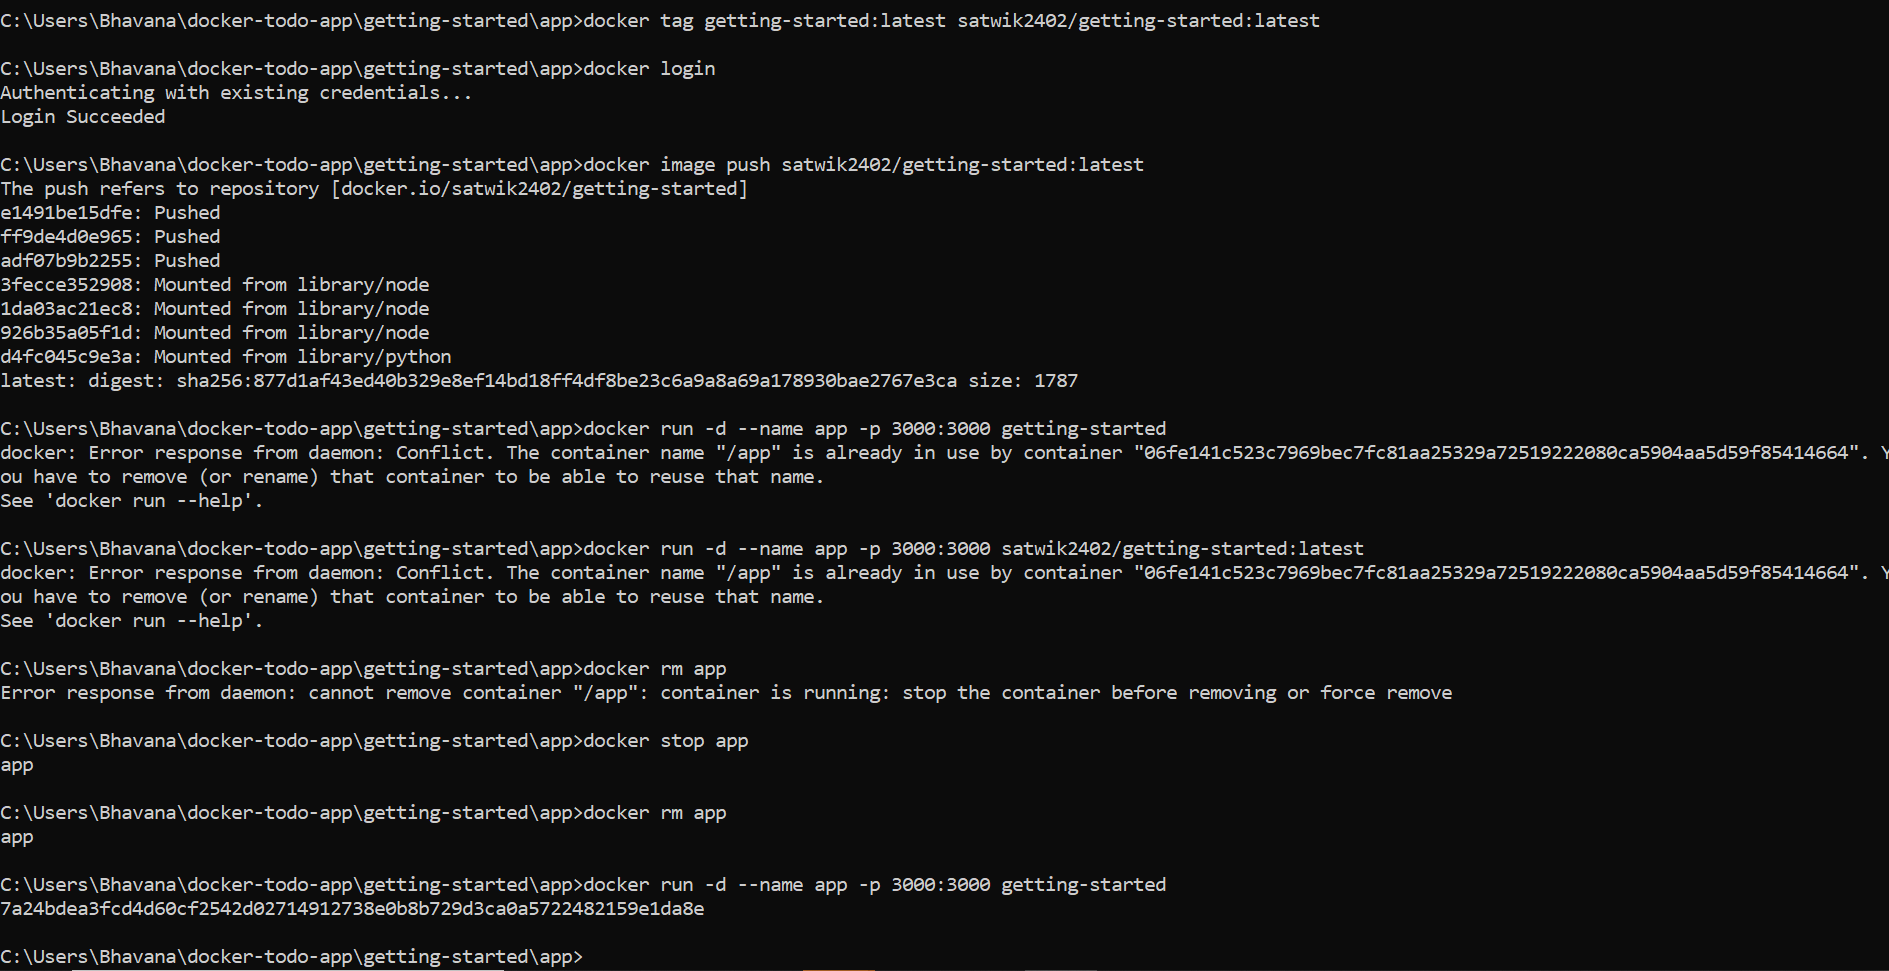 C:\Users\Bhavana\docker-todo-app\getting-started\app>docker tag getting-started:latest satwik2402/getting-started:latest
C:\Users\Bhavana\docker-todo-app\getting-started\app>docker login
Authenticating with existing credentials...
Login Succeeded
C:\Users\Bhavana\docker-todo-app\getting-started\app>docker image push satwik2402/getting-started:latest
The push refers to repository [docker.io/satwik2402/getting-started]
e1491be15dfe: Pushed
ff9de4d0e965: Pushed
adf07b9b2255: Pushed
3fecce352908: Mounted from library/node
1da03ac21ec8: Mounted from library/node
926b35a05f1d: Mounted from library/node
d4fc045c9e3a: Mounted from library/python
latest: digest: sha256:877d1af43ed40b329e8ef14bd18ff4df8be23c6a9a8a69a178930bae2767e3ca size: 1787
C:\Users\Bhavana\docker-todo-app\getting-started\app>docker run -d --name app -p 3000:3000 getting-started
docker: Error response from daemon: Conflict. The container name "/app" is already in use by container "06fe141c523c7969bec7fc81aa25329a72519222080ca5904aa5d59f85414664". Y
ou have to remove (or rename) that container to be able to reuse that name.
See 'docker run --help'.
C:\Users\Bhavana\docker-todo-app\getting-started\app>docker run -d --name app -p 3000:3000 satwik2402/getting-started:latest
docker: Error response from daemon: Conflict. The container name "/app" is already in use by container "06fe141c523c7969bec7fc81aa25329a72519222080ca5904aa5d59f85414664". Y
ou have to remove (or rename) that container to be able to reuse that name.
See 'docker run --help'.
C:\Users\Bhavana\docker-todo-app\getting-started\app>docker rm app
Error response from daemon: cannot remove container "/app": container is running: stop the container before removing or force remove
C:\Users\Bhavana\docker-todo-app\getting-started\app>docker stop app
app
C:\Users\Bhavana\docker-todo-app\getting-started\app>docker rm app
app
C:\Users\Bhavana\docker-todo-app\getting-started\app>docker run -d --name app -p 3000:3000 getting-started
7a24bdea3fcd4d60cf2542d02714912738e0b8b729d3ca0a5722482159e1da8e
C:\Users\Bhavana\docker-todo-app\getting-started\app>